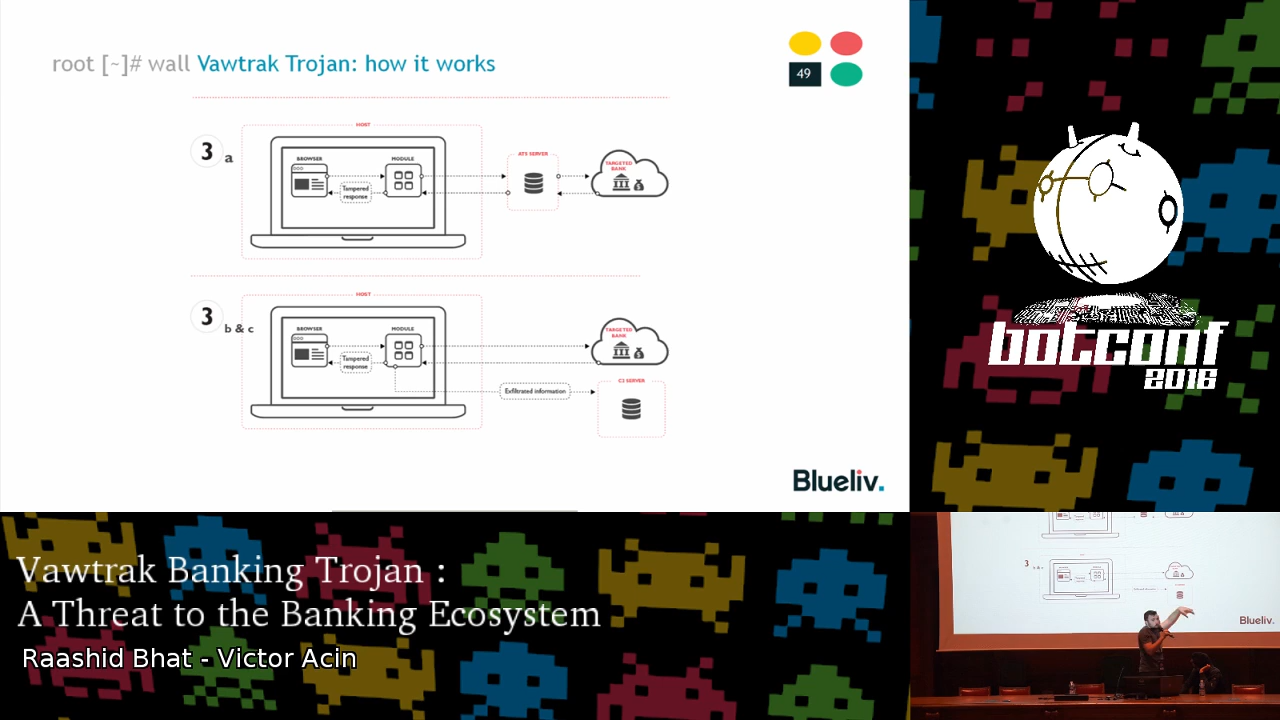 root [~]# wall Vawtrak Trojan: how it works
49
HOST
3
a
BROWSER
MODULE
Tampered
response
ATS SERVER
TARGETED
BANK
HOST
3
b & c
BROWSER
MODULE
Tampered
response
TARGETED
BANK
C2 SERVER
Exfiltrated information
Blueliv.
botconf
2016
Vawtrak Banking Trojan :
A Threat to the Banking Ecosystem
Raashid Bhat - Victor Acin
3
Blueliv.